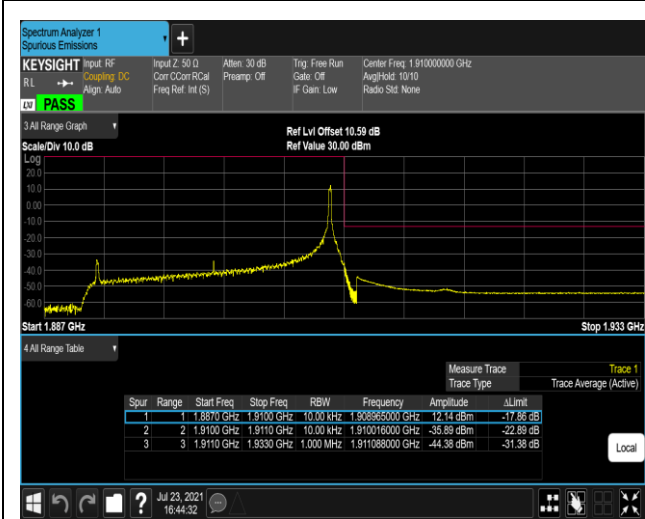 Spectrum Analyzer 1
Spurious Emissions
KEYSIGHT
R L
LXI
PASS
Input: RF
Coupling: DC
Align: Auto
Input Z: 50 Ω
Corr CCorr RCal
Freq Ref: Int (S)
Atten: 30 dB
Preamp: Off
Trig: Free Run
Gate: Off
IF Gain: Low
Center Freq: 1.910000000 GHz
Avg|Hold: 10/10
Radio Std: None
3 All Range Graph
Scale/Div 10.0 dB
Ref Lvl Offset 10.59 dB
Ref Value 30.00 dBm
Log
20.0
10.0
0.00
-10.0
-20.0
-30.0
-40.0
-50.0
-60.0
Start 1.887 GHz
Stop 1.933 GHz
4 All Range Table
Measure Trace Trace 1
Trace Type Trace Average (Active)
Spur Range Start Freq Stop Freq RBW Frequency Amplitude ΔLimit
1 1 1.8870 GHz 1.9100 GHz 10.00 kHz 1.908965000 GHz 12.14 dBm -17.86 dB
2 2 1.9100 GHz 1.9110 GHz 10.00 kHz 1.910016000 GHz -35.89 dBm -22.89 dB
3 3 1.9110 GHz 1.9330 GHz 1.000 MHz 1.911088000 GHz -44.38 dBm -31.38 dB
Local
?
Jul 23, 2021
16:44:32